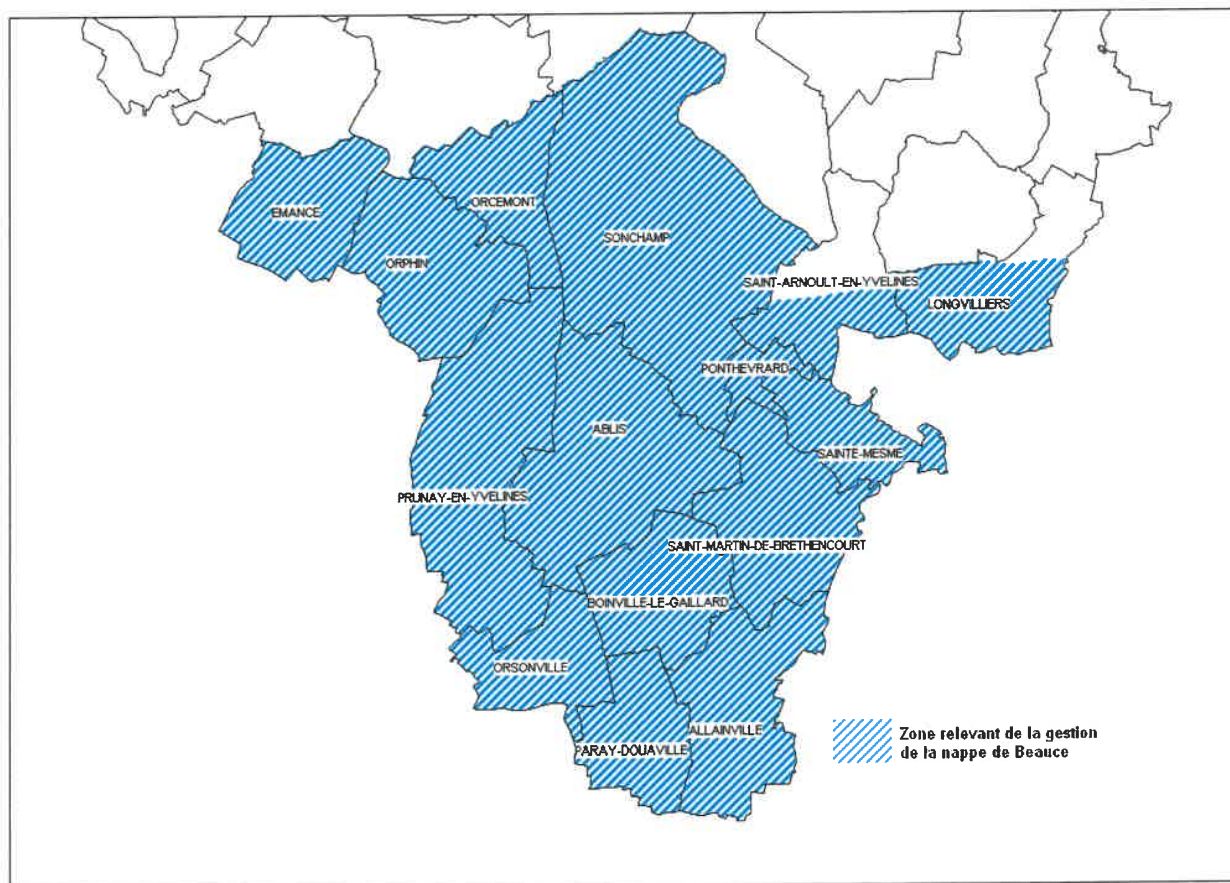 ORCEMONT
EMANCE
SONCHAMP
ORPHIN
SAINT-ARNOULT-EN-YVELINES
LONGVILLIERS
PONTHEVRARD
ABLIS
SAINTE-MESME
PRUNAY-EN-YVELINES
SAINT-MARTIN-DE-BRETHENCOURT
BOINVILLE-LE-GAILLARD
ORSONVILLE
ALLAINVILLE
PARAY-DOUAVILLE
Zone relevant de la gestion
de la nappe de Beauce